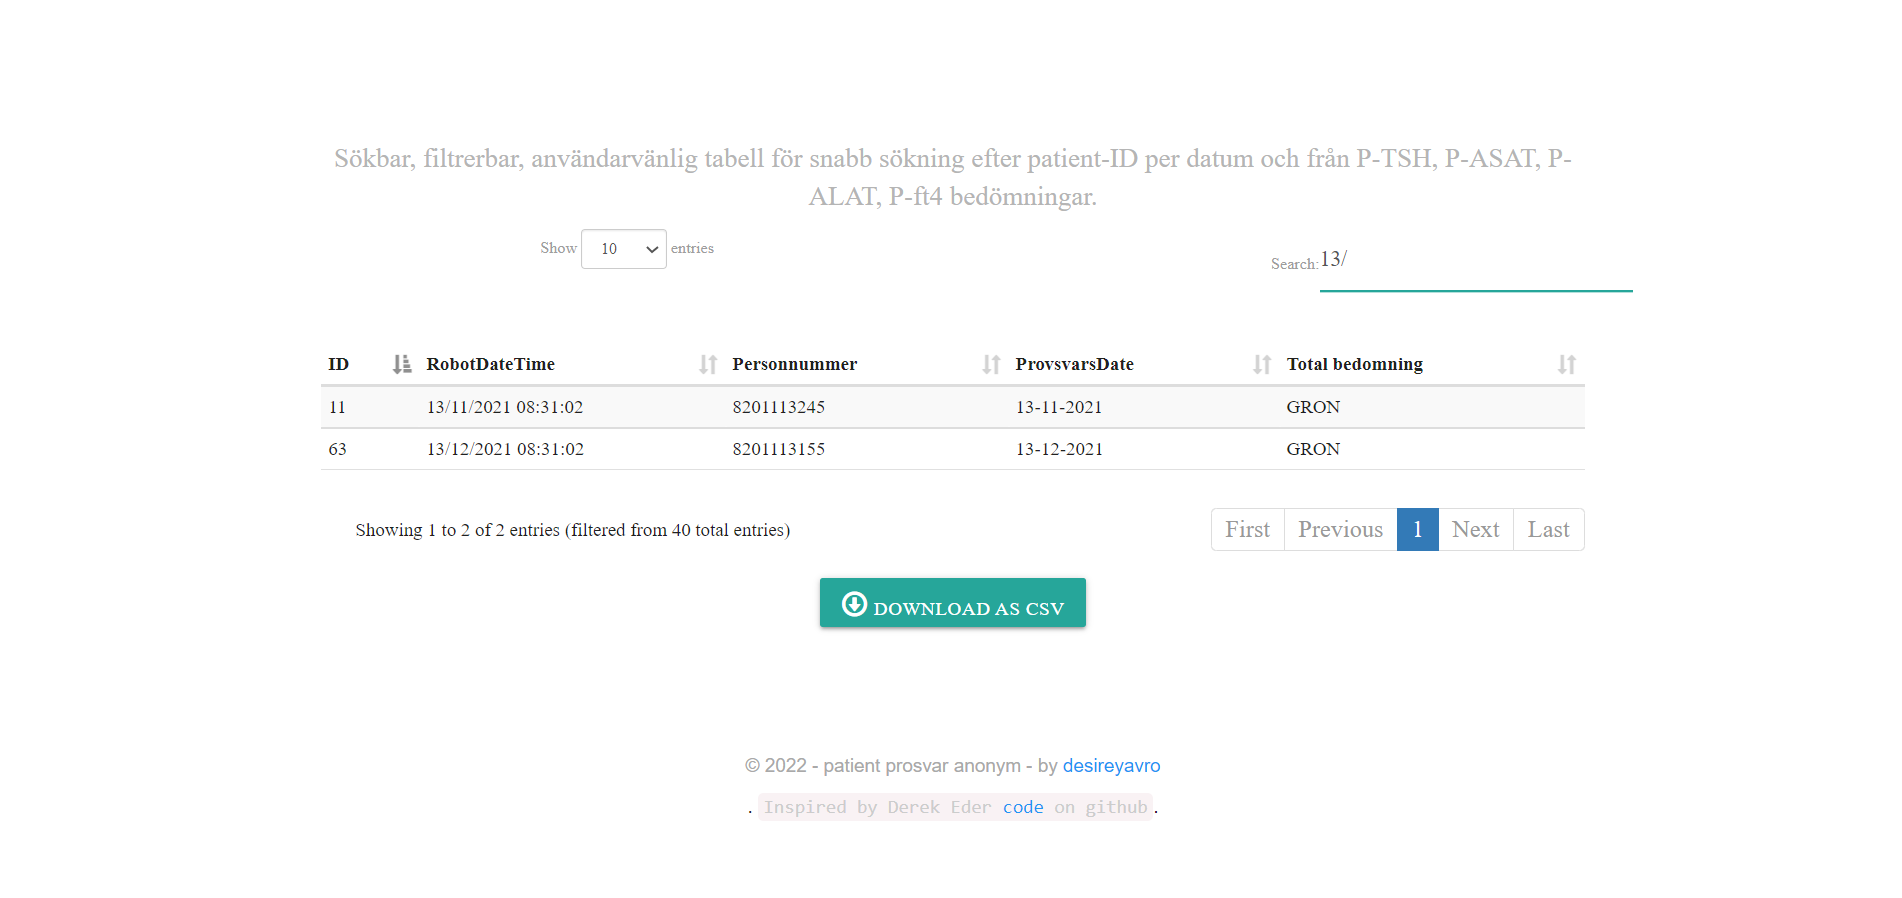 Sökbar, filtrerbar, användarvänlig tabell för snabb sökning efter patient-ID per datum och från P-TSH, P-ASAT, P-
ALAT, P-ft4 bedömningar.
Show 10 entries
Search: 13/
ID RobotDateTime Personnummer ProvsvarsDate Total bedomning
11 13/11/2021 08:31:02 8201113245 13-11-2021 GRON
63 13/12/2021 08:31:02 8201113155 13-12-2021 GRON
Showing 1 to 2 of 2 entries (filtered from 40 total entries)
First Previous 1 Next Last
DOWNLOAD AS CSV
© 2022 - patient prosvar anonym - by desireyavro
. Inspired by Derek Eder code on github.